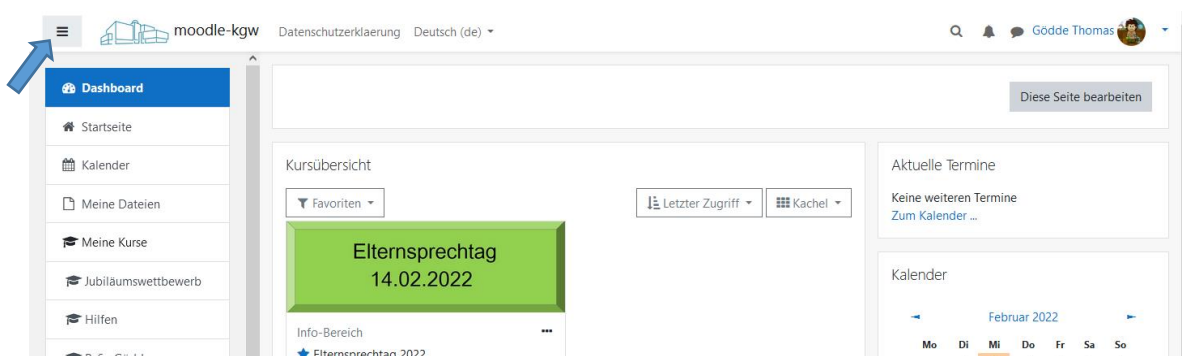 moodle-kgw Datenschutzerklaerung Deutsch (de) Gödde Thomas
Dashboard
Startseite
Kalender
Meine Dateien
Meine Kurse
Jubiläumswettbewerb
Hilfen
Diese Seite bearbeiten
Kursübersicht
Favoriten Letzter Zugriff Kachel
Elternsprechtag
14.02.2022
Info-Bereich
Elternsprechtag 2022
Aktuelle Termine
Keine weiteren Termine
Zum Kalender ...
Kalender
Februar 2022
Mo Di Mi Do Fr Sa So